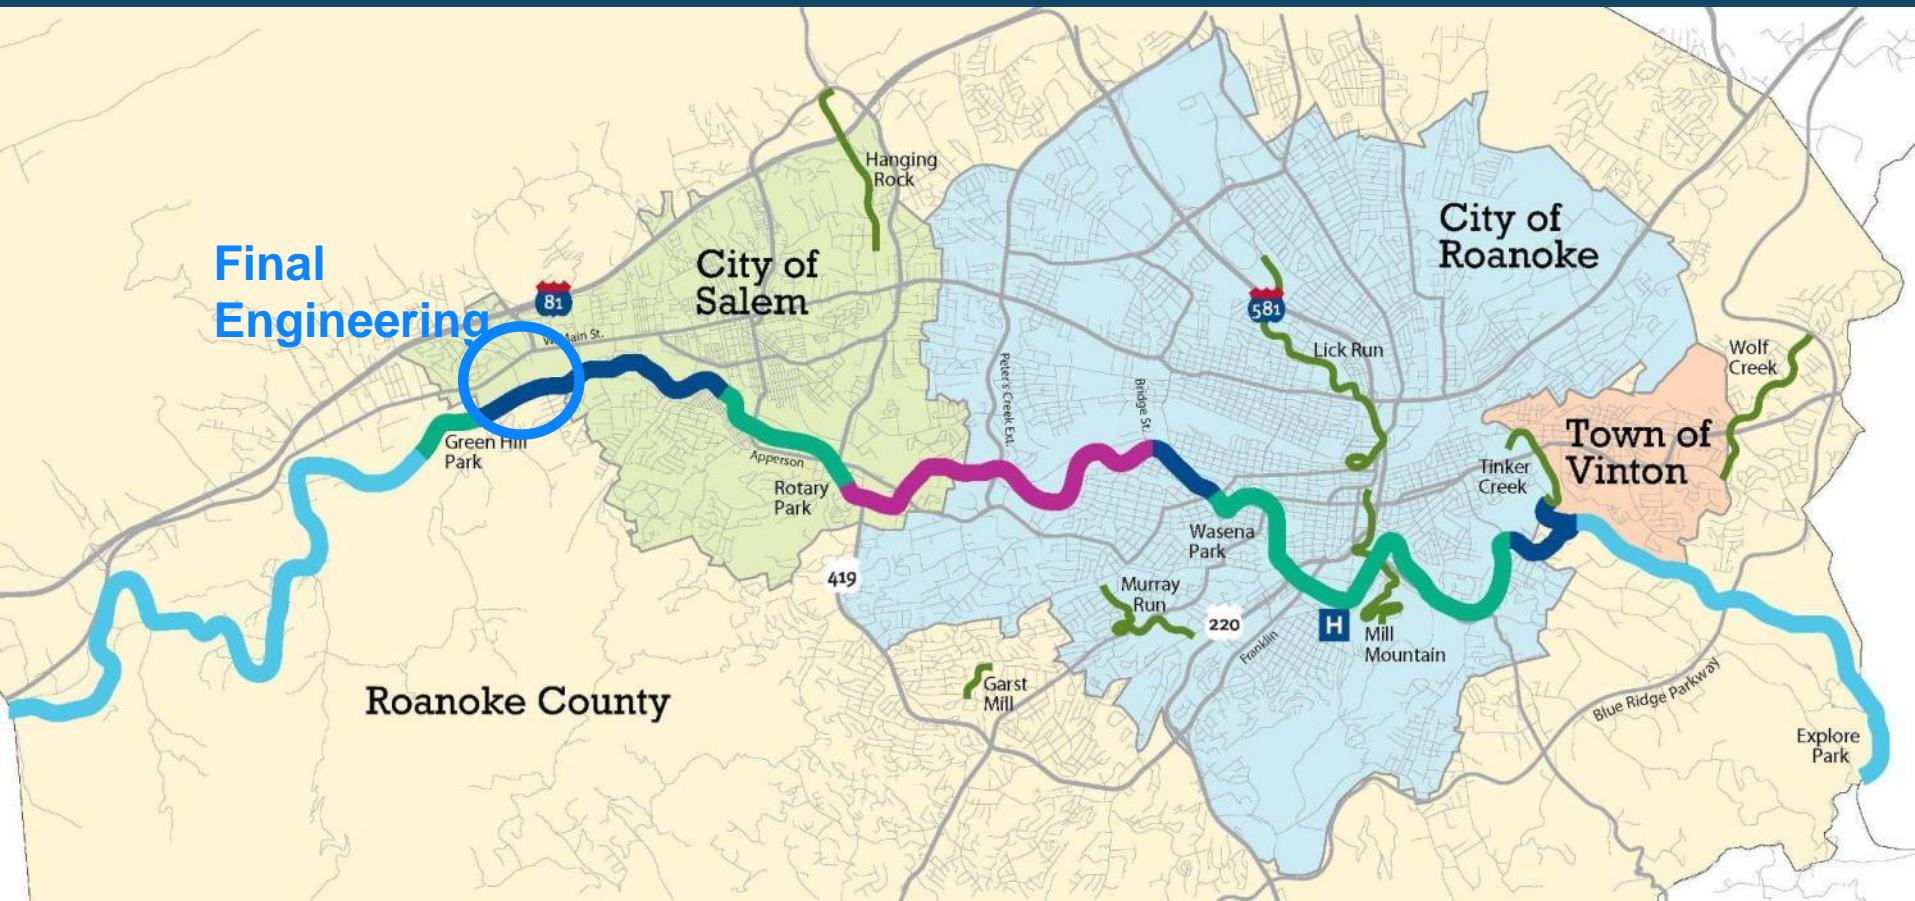 Final
Engineering
81
W. Main St.
City of
Salem
Hanging
Rock
City of
Roanoke
581
Lick Run
Wolf
Creek
Town of
Vinton
Tinker
Creek
Peter's Creek Ext.
Bridge St.
Green Hill
Park
Apperson
Rotary
Park
419
Wasena
Park
Murray
Run
220
Franklin
H
Mill
Mountain
Garst
Mill
Roanoke County
Blue Ridge Parkway
Explore
Park